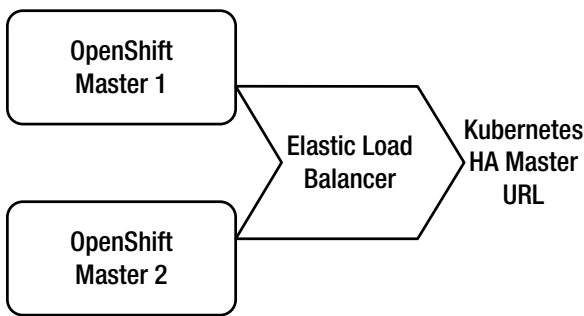 OpenShift
Master 1
Elastic Load
Balancer
Kubernetes
HA Master
URL
OpenShift
Master 2